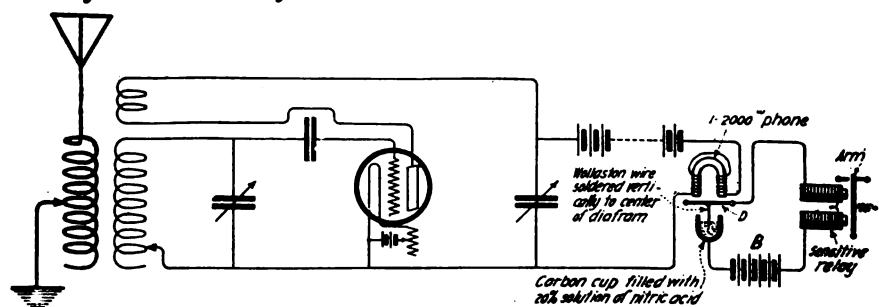 1-2000ʷ phone
Wollaston wire
soldered verti-
cally to center
of diafram
D
Arm
B
Sensitive
relay
Carbon cup filled with
20% solution of nitric acid